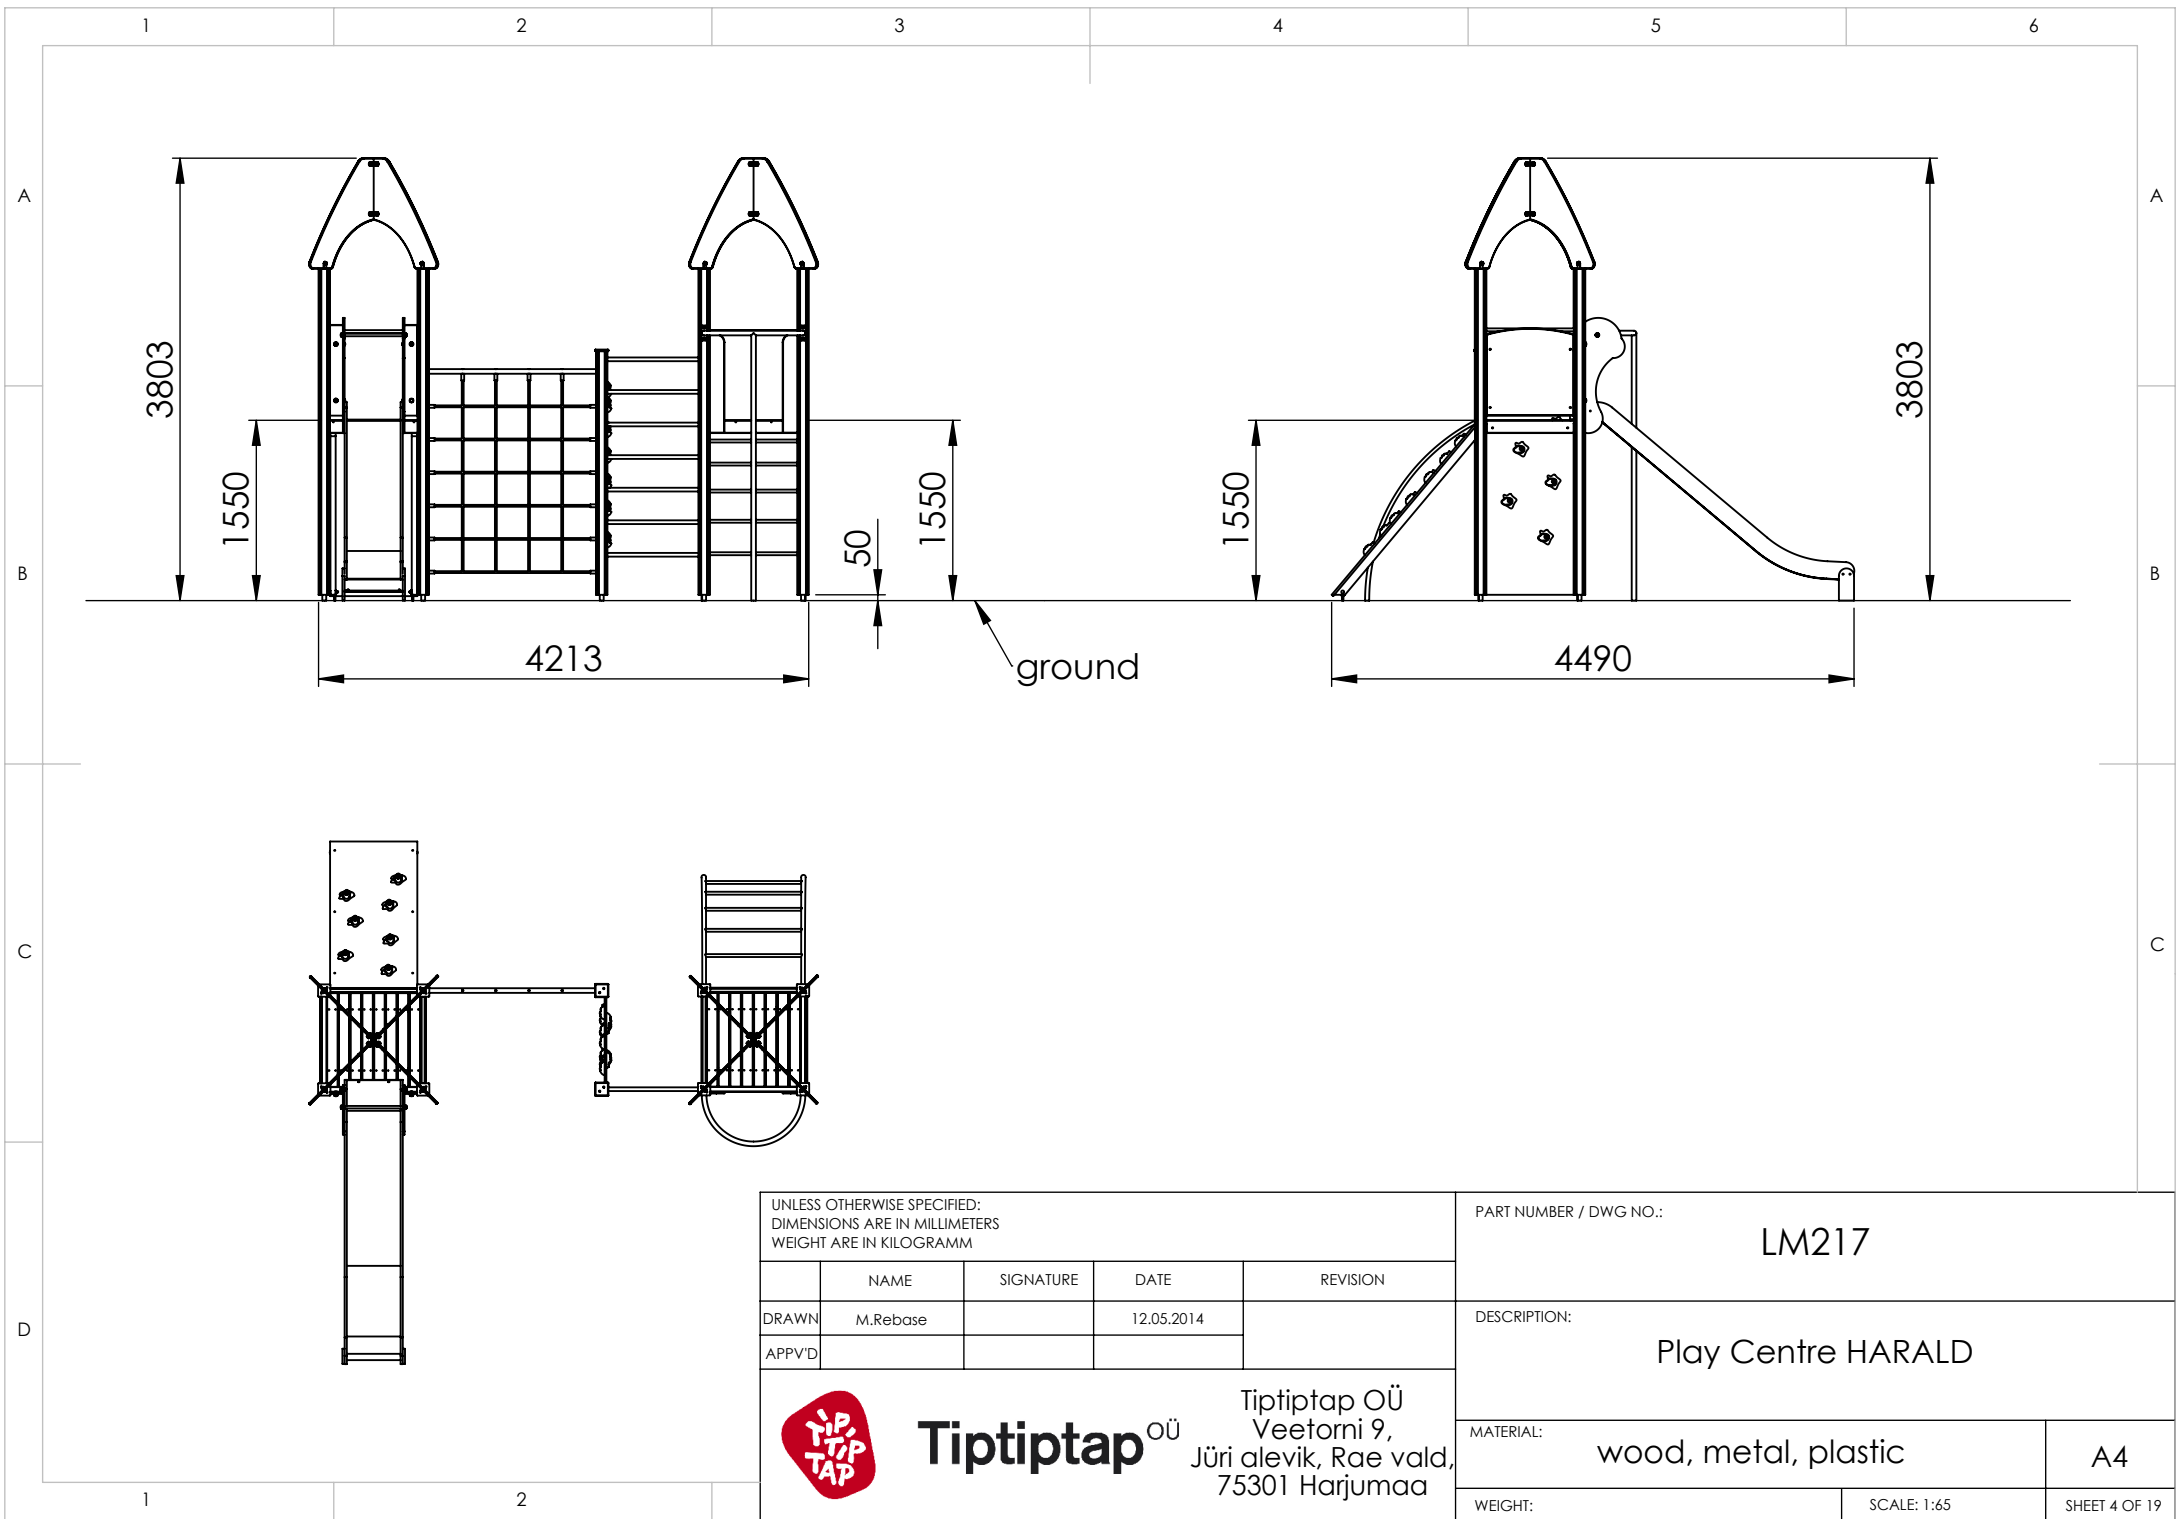 1 2 3 4 5 6
A A
3803
3803
1550
1550
1550
50
B B
4213
4490
ground
C C
D
UNLESS OTHERWISE SPECIFIED:
DIMENSIONS ARE IN MILLIMETERS
WEIGHT ARE IN KILOGRAMM
NAME SIGNATURE DATE REVISION
DRAWN M.Rebase 12.05.2014
APPV'D
PART NUMBER / DWG NO.:
LM217
DESCRIPTION:
Play Centre HARALD
TIP
TIP
TAP
Tiptiptap OÜ
Tiptiptap OÜ
Veetorni 9,
Jüri alevik, Rae vald,
75301 Harjumaa
MATERIAL:
wood, metal, plastic
A4
WEIGHT:
SCALE: 1:65
SHEET 4 OF 19
1 2